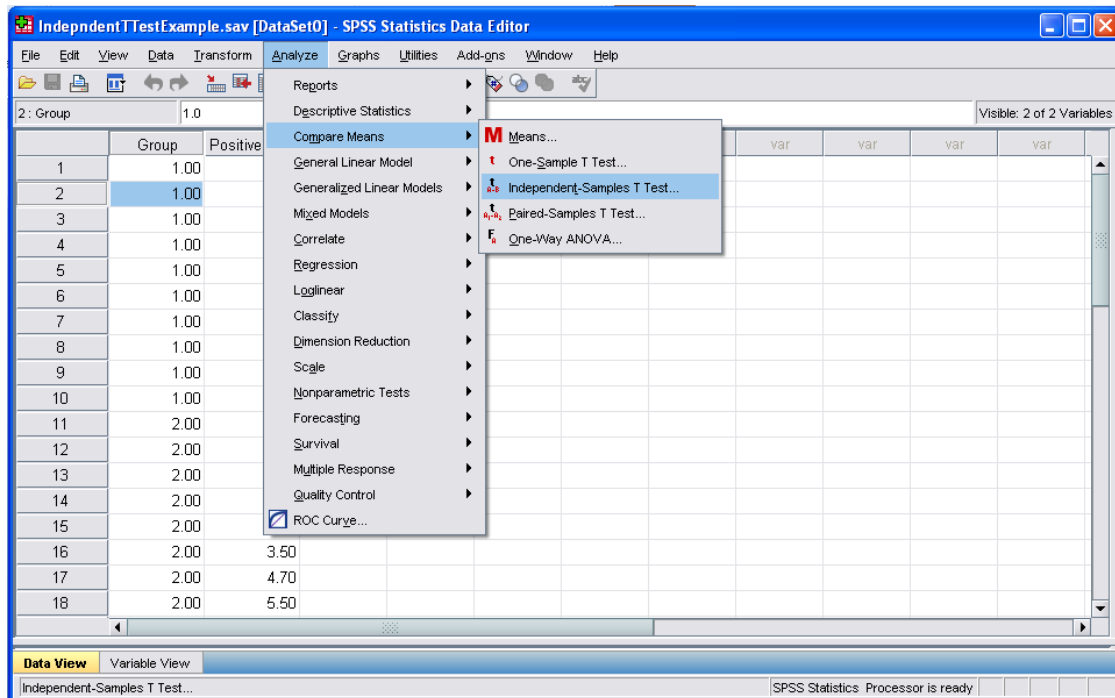 IndepndentTTestExample.sav [DataSet0] - SPSS Statistics Data Editor
File Edit View Data Transform Analyze Graphs Utilities Add-ons Window Help
2 : Group 1.0 Visible: 2 of 2 Variables
Group Positive var var var var
1 1.00
2 1.00
3 1.00
4 1.00
5 1.00
6 1.00
7 1.00
8 1.00
9 1.00
10 1.00
11 2.00
12 2.00
13 2.00
14 2.00
15 2.00
16 2.00 3.50
17 2.00 4.70
18 2.00 5.50
Reports
Descriptive Statistics
Compare Means
General Linear Model
Generalized Linear Models
Mixed Models
Correlate
Regression
Loglinear
Classify
Dimension Reduction
Scale
Nonparametric Tests
Forecasting
Survival
Multiple Response
Quality Control
ROC Curve...
M Means...
t One-Sample T Test...
Independent-Samples T Test...
Paired-Samples T Test...
One-Way ANOVA...
Data View Variable View
Independent-Samples T Test... SPSS Statistics Processor is ready